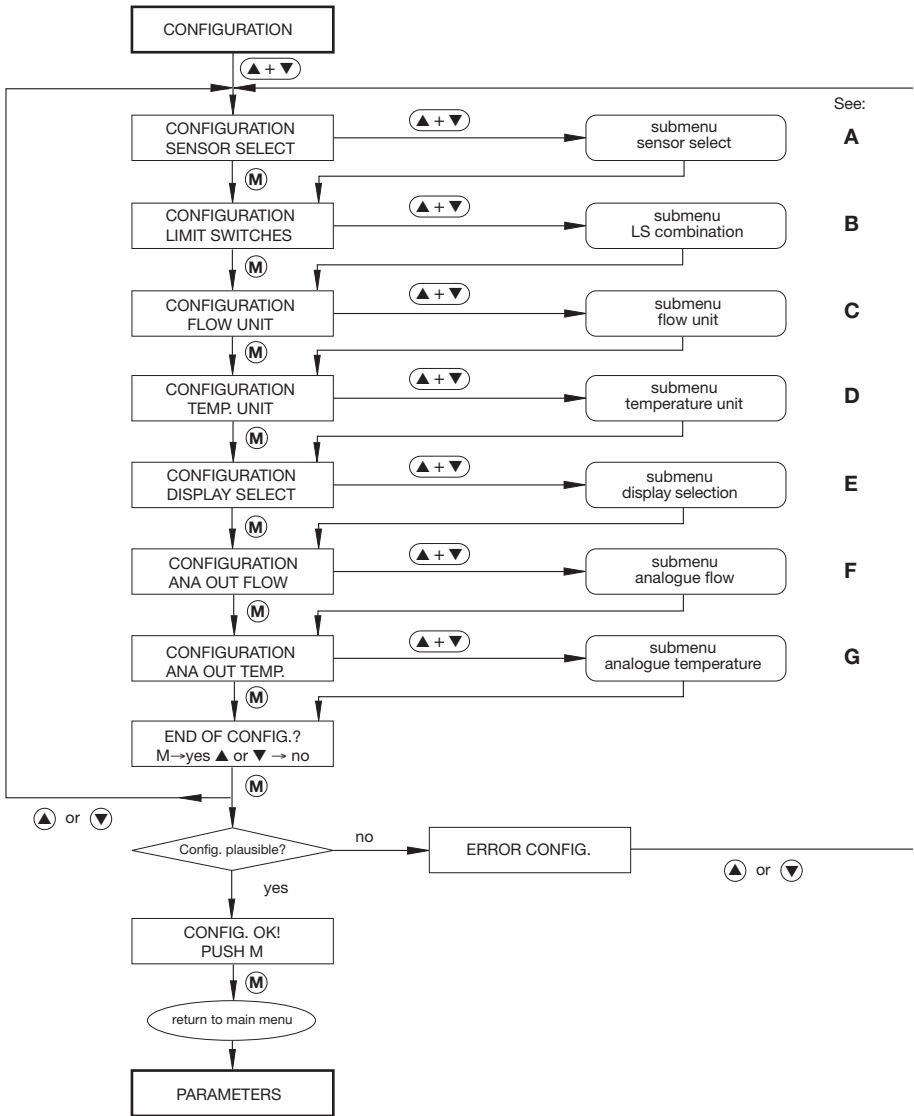 CONFIGURATION
▲ + ▼
See:
CONFIGURATION
SENSOR SELECT
▲ + ▼
submenu
sensor select
A
M
CONFIGURATION
LIMIT SWITCHES
▲ + ▼
submenu
LS combination
B
M
CONFIGURATION
FLOW UNIT
▲ + ▼
submenu
flow unit
C
M
CONFIGURATION
TEMP. UNIT
▲ + ▼
submenu
temperature unit
D
M
CONFIGURATION
DISPLAY SELECT
▲ + ▼
submenu
display selection
E
M
CONFIGURATION
ANA OUT FLOW
▲ + ▼
submenu
analogue flow
F
M
CONFIGURATION
ANA OUT TEMP.
▲ + ▼
submenu
analogue temperature
G
M
END OF CONFIG.?
M→yes ▲ or ▼ → no
M
▲ or ▼
Config. plausible?
no
ERROR CONFIG.
▲ or ▼
yes
CONFIG. OK!
PUSH M
M
return to main menu
PARAMETERS